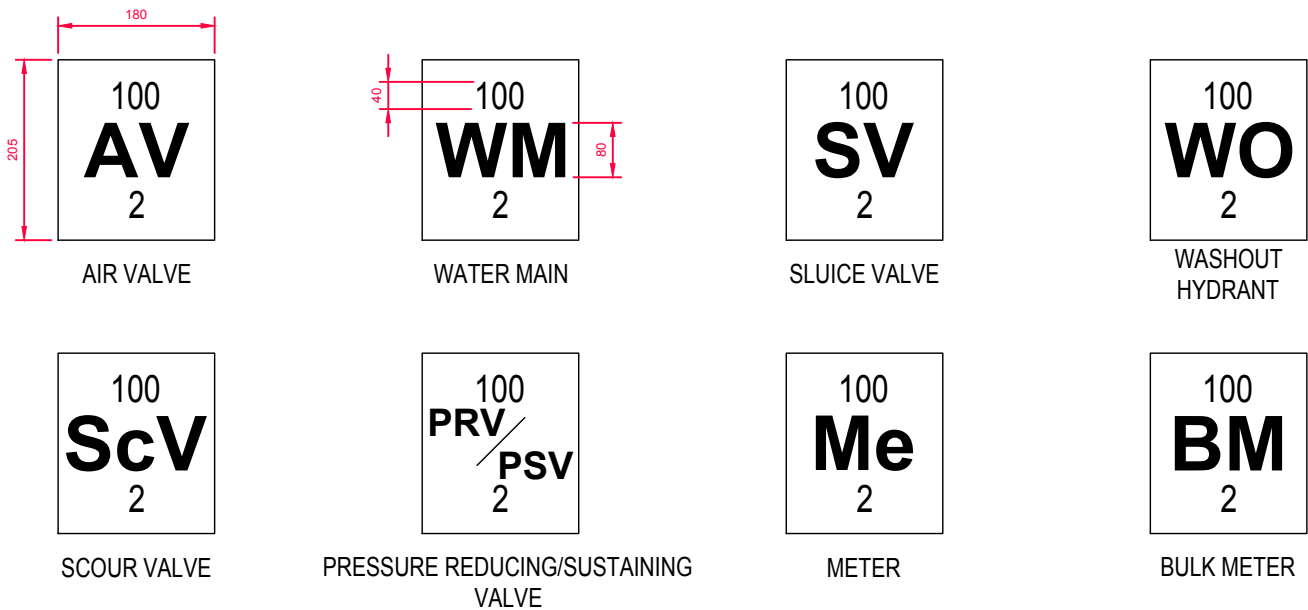 180
205
100
AV
2
AIR VALVE
40
100
WM
80
2
WATER MAIN
100
SV
2
SLUICE VALVE
100
WO
2
WASHOUT
HYDRANT
100
ScV
2
SCOUR VALVE
100
PRV/
PSV
2
PRESSURE REDUCING/SUSTAINING
VALVE
100
Me
2
METER
100
BM
2
BULK METER